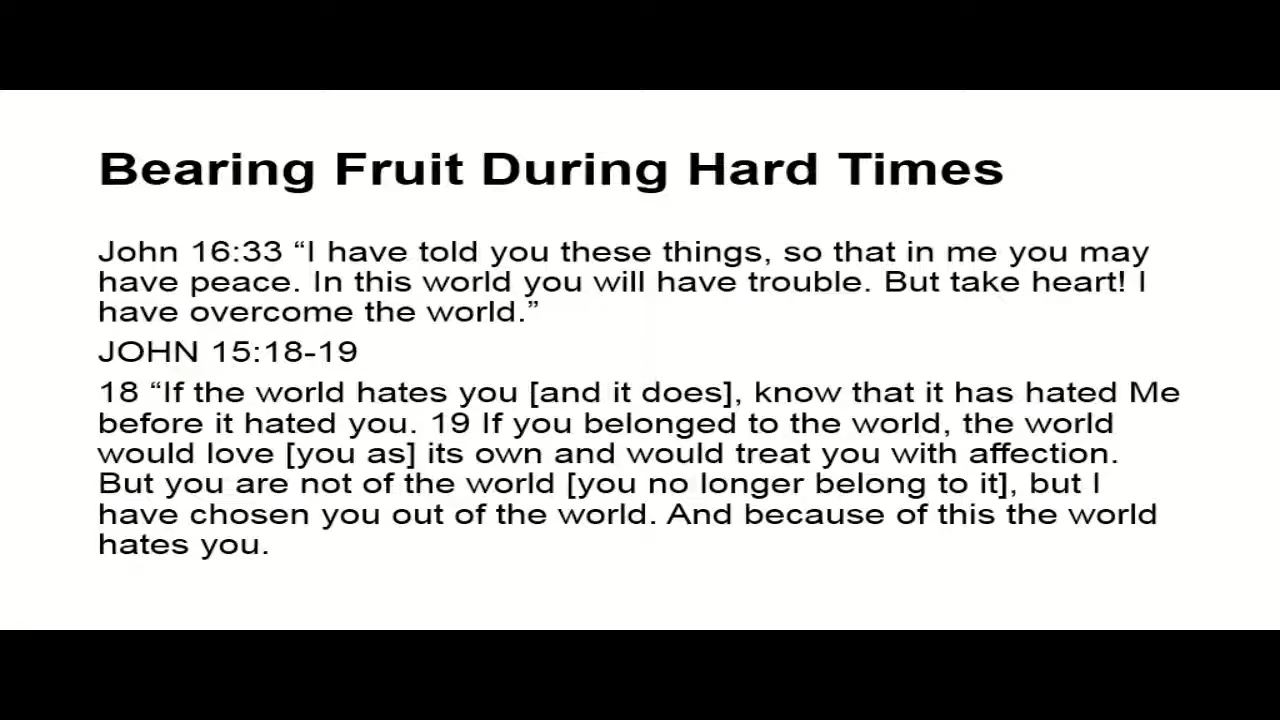 Bearing Fruit During Hard Times
John 16:33 “I have told you these things, so that in me you may
have peace. In this world you will have trouble. But take heart! I
have overcome the world.”
JOHN 15:18-19
18 “If the world hates you [and it does], know that it has hated Me
before it hated you. 19 If you belonged to the world, the world
would love [you as] its own and would treat you with affection.
But you are not of the world [you no longer belong to it], but I
have chosen you out of the world. And because of this the world
hates you.